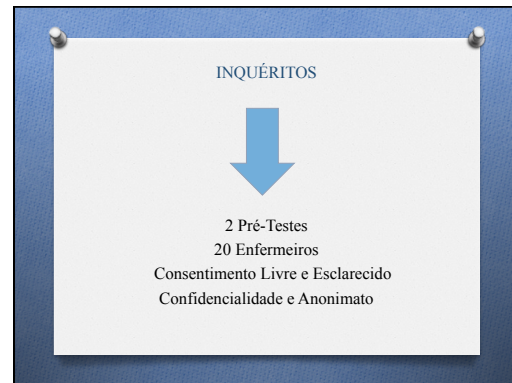 INQUÉRITOS
2 Pré-Testes
20 Enfermeiros
Consentimento Livre e Esclarecido
Confidencialidade e Anonimato